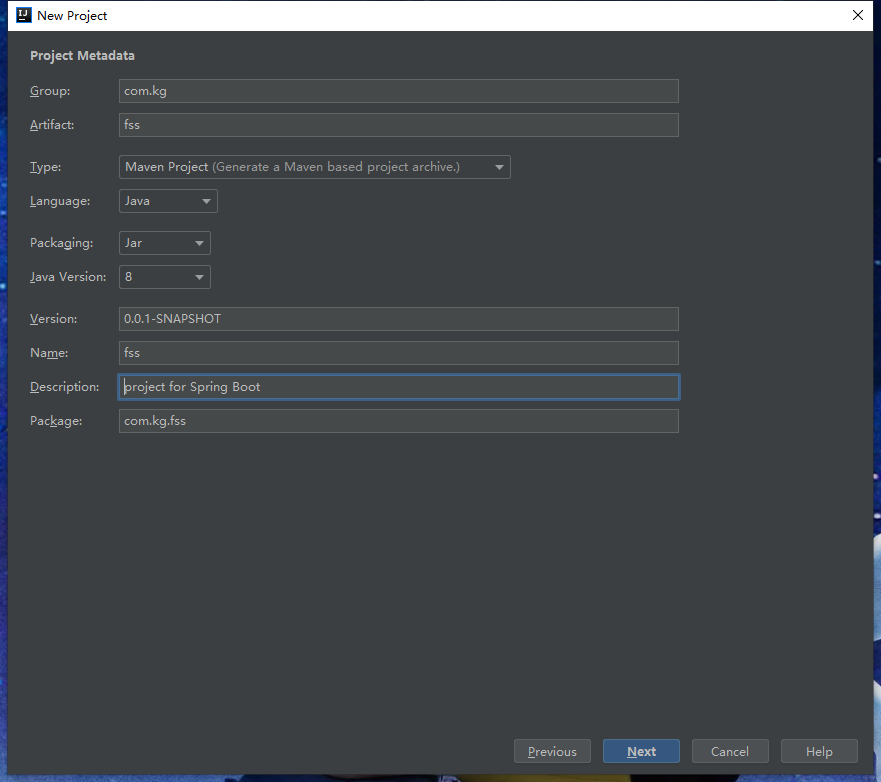 New Project
Project Metadata
Group: com.kg
Artifact: fss
Type: Maven Project (Generate a Maven based project archive.)
Language: Java
Packaging: Jar
Java Version: 8
Version: 0.0.1-SNAPSHOT
Name: fss
Description: project for Spring Boot
Package: com.kg.fss
Previous Next Cancel Help